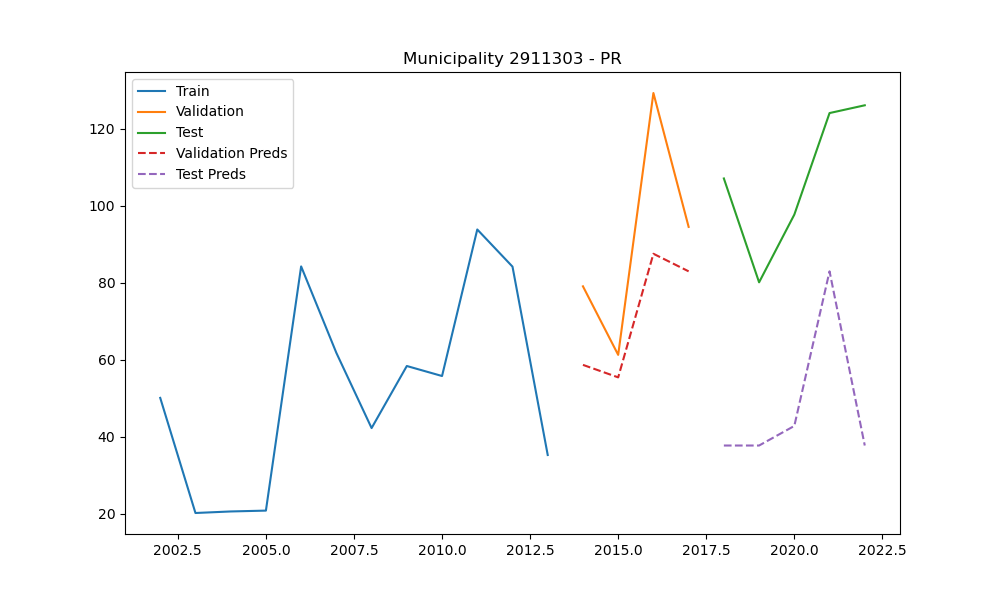 Municipality 2911303 - PR
Train
Validation
Test
Validation Preds
Test Preds
120
100
80
60
40
20
2002.5 2005.0 2007.5 2010.0 2012.5 2015.0 2017.5 2020.0 2022.5